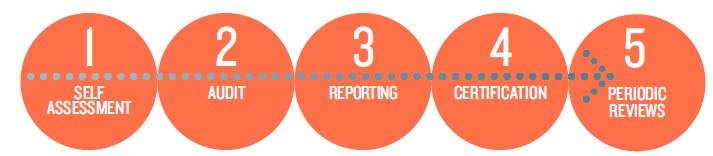 1
SELF
ASSESSMENT
2
AUDIT
3
REPORTING
4
CERTIFICATION
5
PERIODIC
REVIEWS